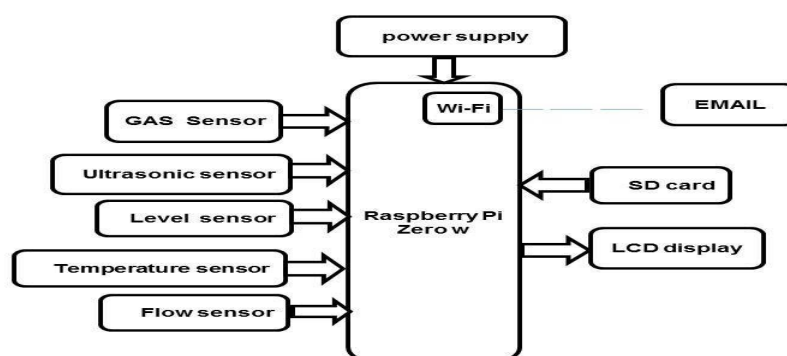 power supply
Wi-Fi
EMAIL
GAS Sensor
Ultrasonic sensor
SD card
Level sensor
Raspberry Pi
Zero w
LCD display
Temperature sensor
Flow sensor